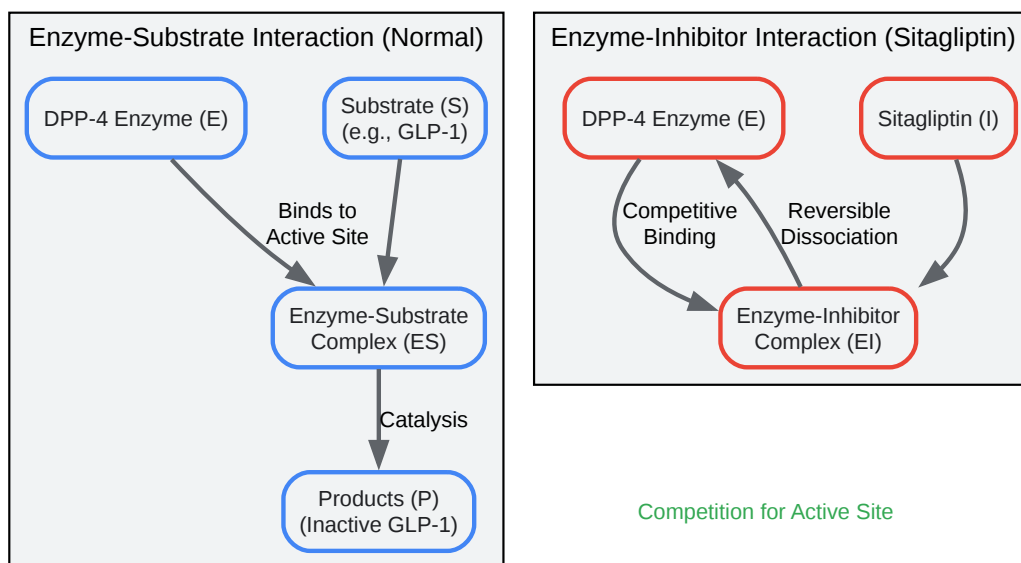 Enzyme-Substrate Interaction (Normal)
DPP-4 Enzyme (E)
Substrate (S)
(e.g., GLP-1)
Binds to
Active Site
Enzyme-Substrate
Complex (ES)
Catalysis
Products (P)
(Inactive GLP-1)
Enzyme-Inhibitor Interaction (Sitagliptin)
DPP-4 Enzyme (E)
Sitagliptin (I)
Competitive
Binding
Reversible
Dissociation
Enzyme-Inhibitor
Complex (EI)
Competition for Active Site